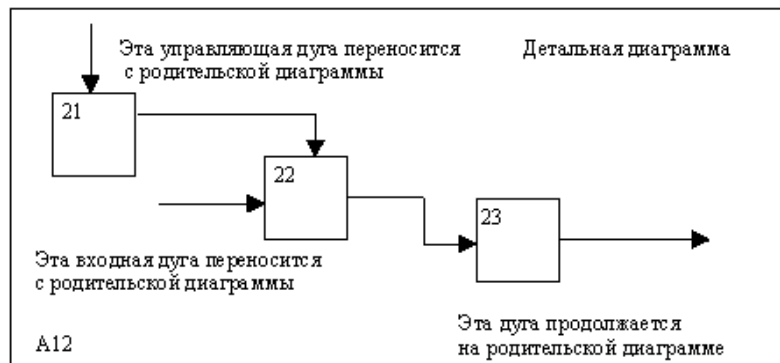 Эта управляющая дуга переносится
с родительской диаграммы
Детальная диаграмма
21
22
23
Эта входная дуга переносится
с родительской диаграммы
Эта дуга продолжается
на родительской диаграмме
A12